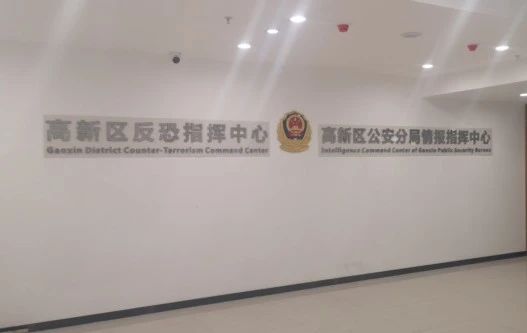 高新区反恐指挥中心
Gaoxin District Counter-Terrorism Command Center
高新区公安分局情报指挥中心
Intelligence Command Center of Gaoxin Public Security Bureau